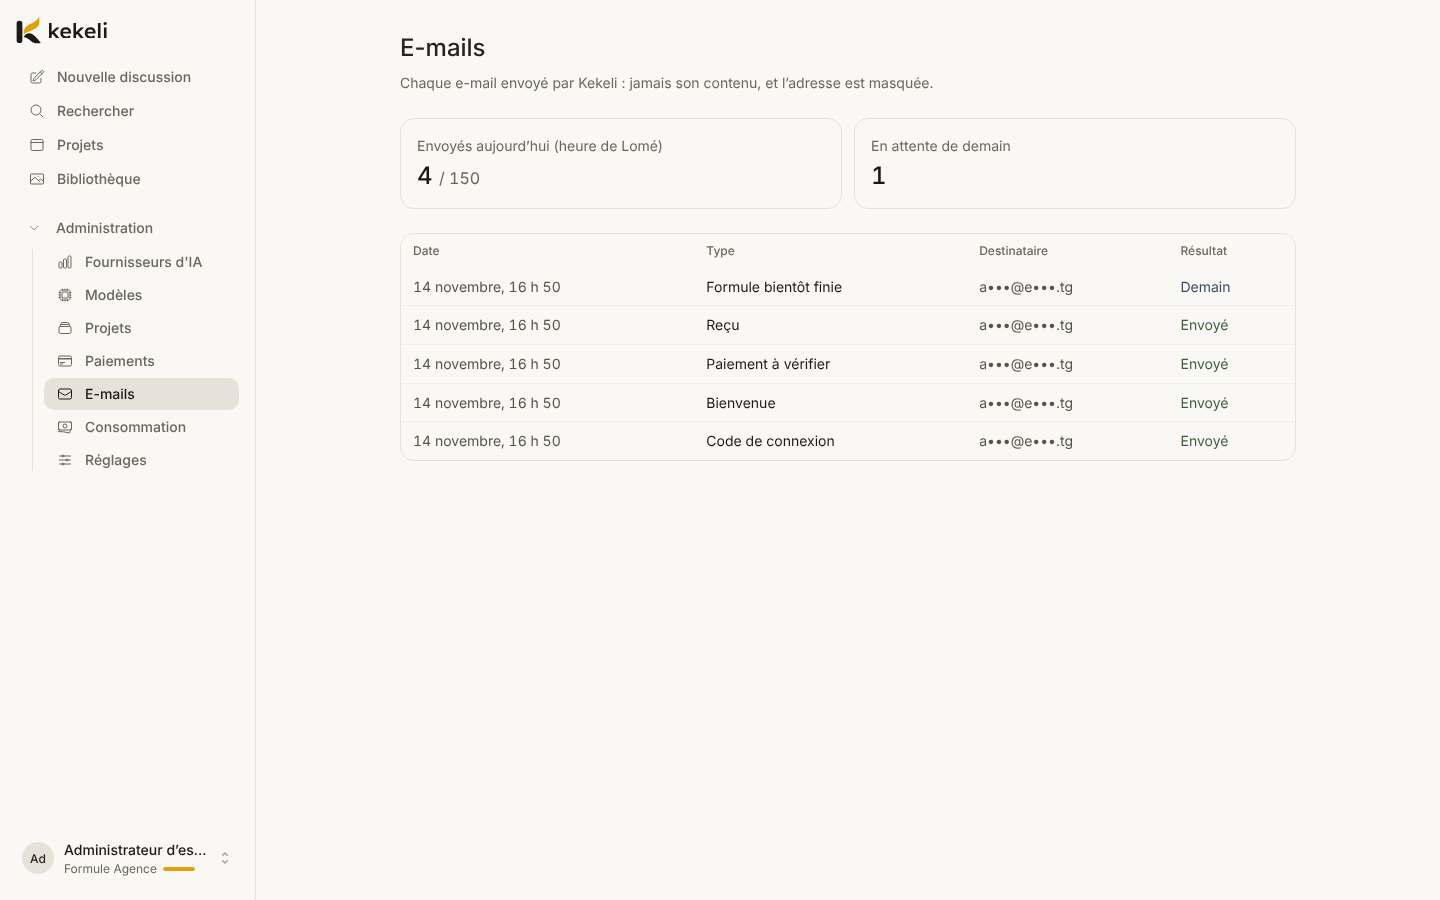 kekeli
Nouvelle discussion
Rechercher
Projets
Bibliothèque
Administration
Fournisseurs d'IA
Modèles
Projets
Paiements
E-mails
Consommation
Réglages
Ad
Administrateur d’es…
Formule Agence
E-mails
Chaque e-mail envoyé par Kekeli : jamais son contenu, et l’adresse est masquée.
Envoyés aujourd’hui (heure de Lomé)
4 / 150
En attente de demain
1
Date Type Destinataire Résultat
14 novembre, 16 h 50 Formule bientôt finie a•••@e•••.tg Demain
14 novembre, 16 h 50 Reçu a•••@e•••.tg Envoyé
14 novembre, 16 h 50 Paiement à vérifier a•••@e•••.tg Envoyé
14 novembre, 16 h 50 Bienvenue a•••@e•••.tg Envoyé
14 novembre, 16 h 50 Code de connexion a•••@e•••.tg Envoyé